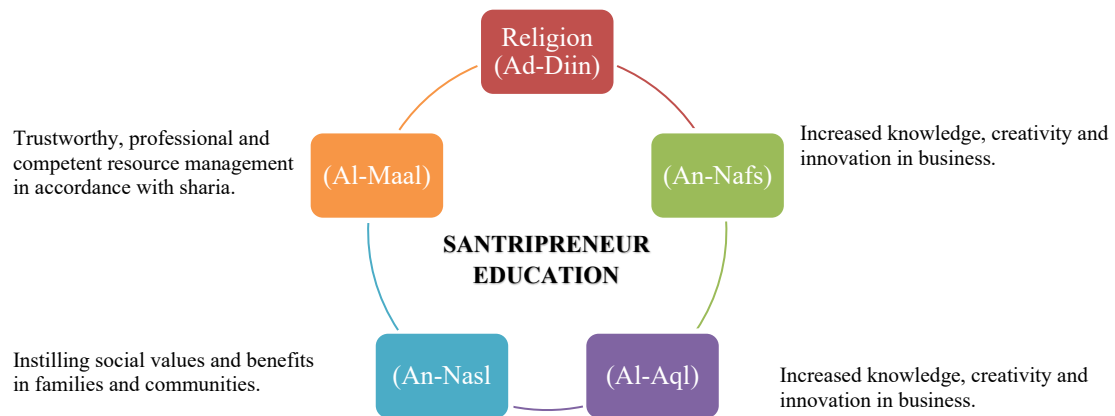 Religion
(Ad-Diin)
Trustworthy, professional and
competent resource management
in accordance with sharia.
(Al-Maal)
(An-Nafs)
Increased knowledge, creativity and
innovation in business.
SANTRIPRENEUR
EDUCATION
Instilling social values and benefits
in families and communities.
(An-Nasl
(Al-Aql)
Increased knowledge, creativity and
innovation in business.